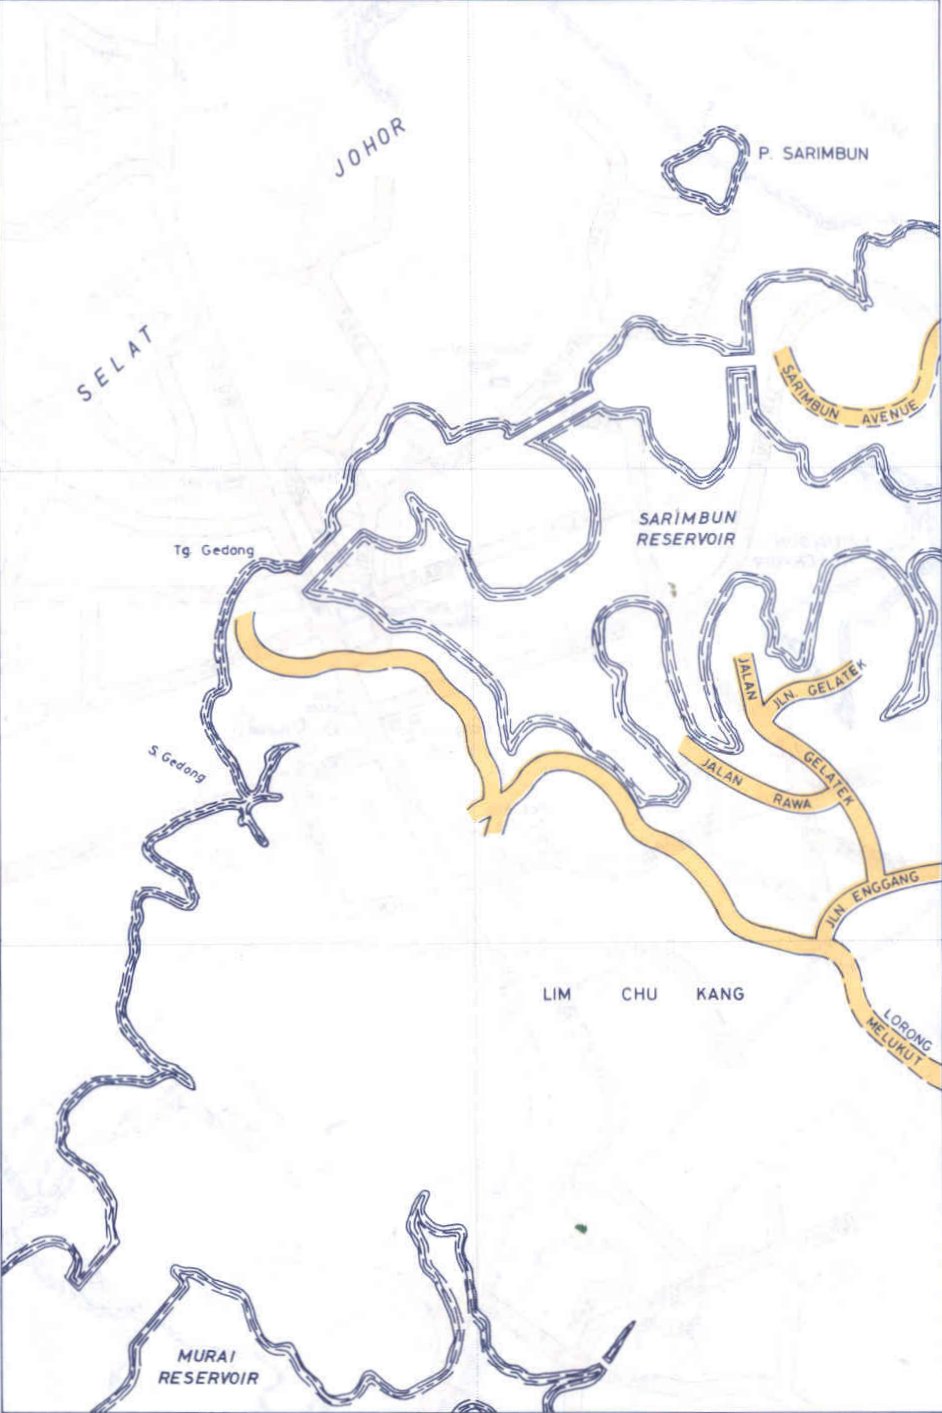 JOHOR
P. SARIMBUN
SELAT
SARIMBUN AVENUE
SARIMBUN
RESERVOIR
Tg. Gedong
JALAN
JLN. GELATEK
S. Gedong
GELATEK
JALAN RAWA
JLN ENGGANG
LIM CHU KANG
LORONG
MELUKUT
MURAI
RESERVOIR